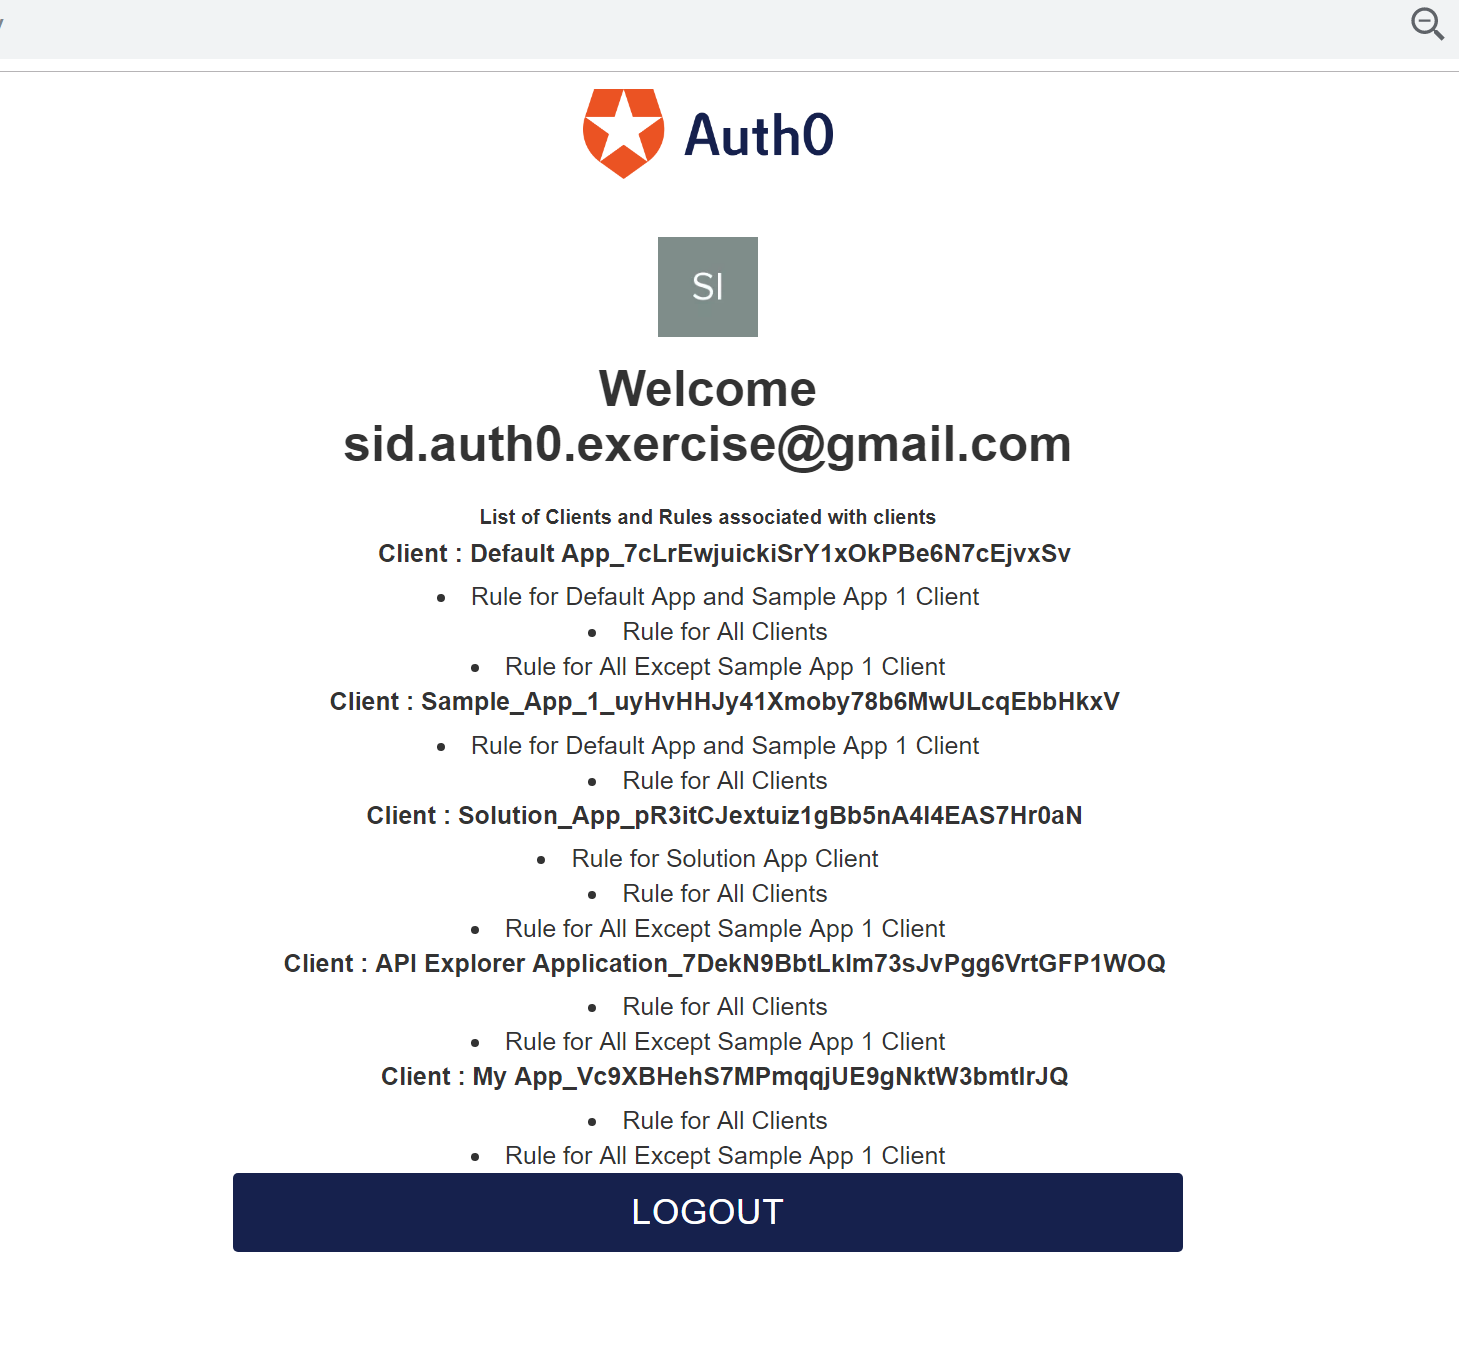 Auth0
SI
Welcome
sid.auth0.exercise@gmail.com
List of Clients and Rules associated with clients
Client : Default App_7cLrEwjuickiSrY1xOkPBe6N7cEjvxSv
• Rule for Default App and Sample App 1 Client
• Rule for All Clients
• Rule for All Except Sample App 1 Client
Client : Sample_App_1_uyHvHHJy41Xmoby78b6MwULcqEbbHkxV
• Rule for Default App and Sample App 1 Client
• Rule for All Clients
Client : Solution_App_pR3itCJextuiz1gBb5nA4I4EAS7Hr0aN
• Rule for Solution App Client
• Rule for All Clients
• Rule for All Except Sample App 1 Client
Client : API Explorer Application_7DekN9BbtLkIm73sJvPgg6VrtGFP1WOQ
• Rule for All Clients
• Rule for All Except Sample App 1 Client
Client : My App_Vc9XBHehS7MPmqqjUE9gNktW3bmtIrJQ
• Rule for All Clients
• Rule for All Except Sample App 1 Client
LOGOUT